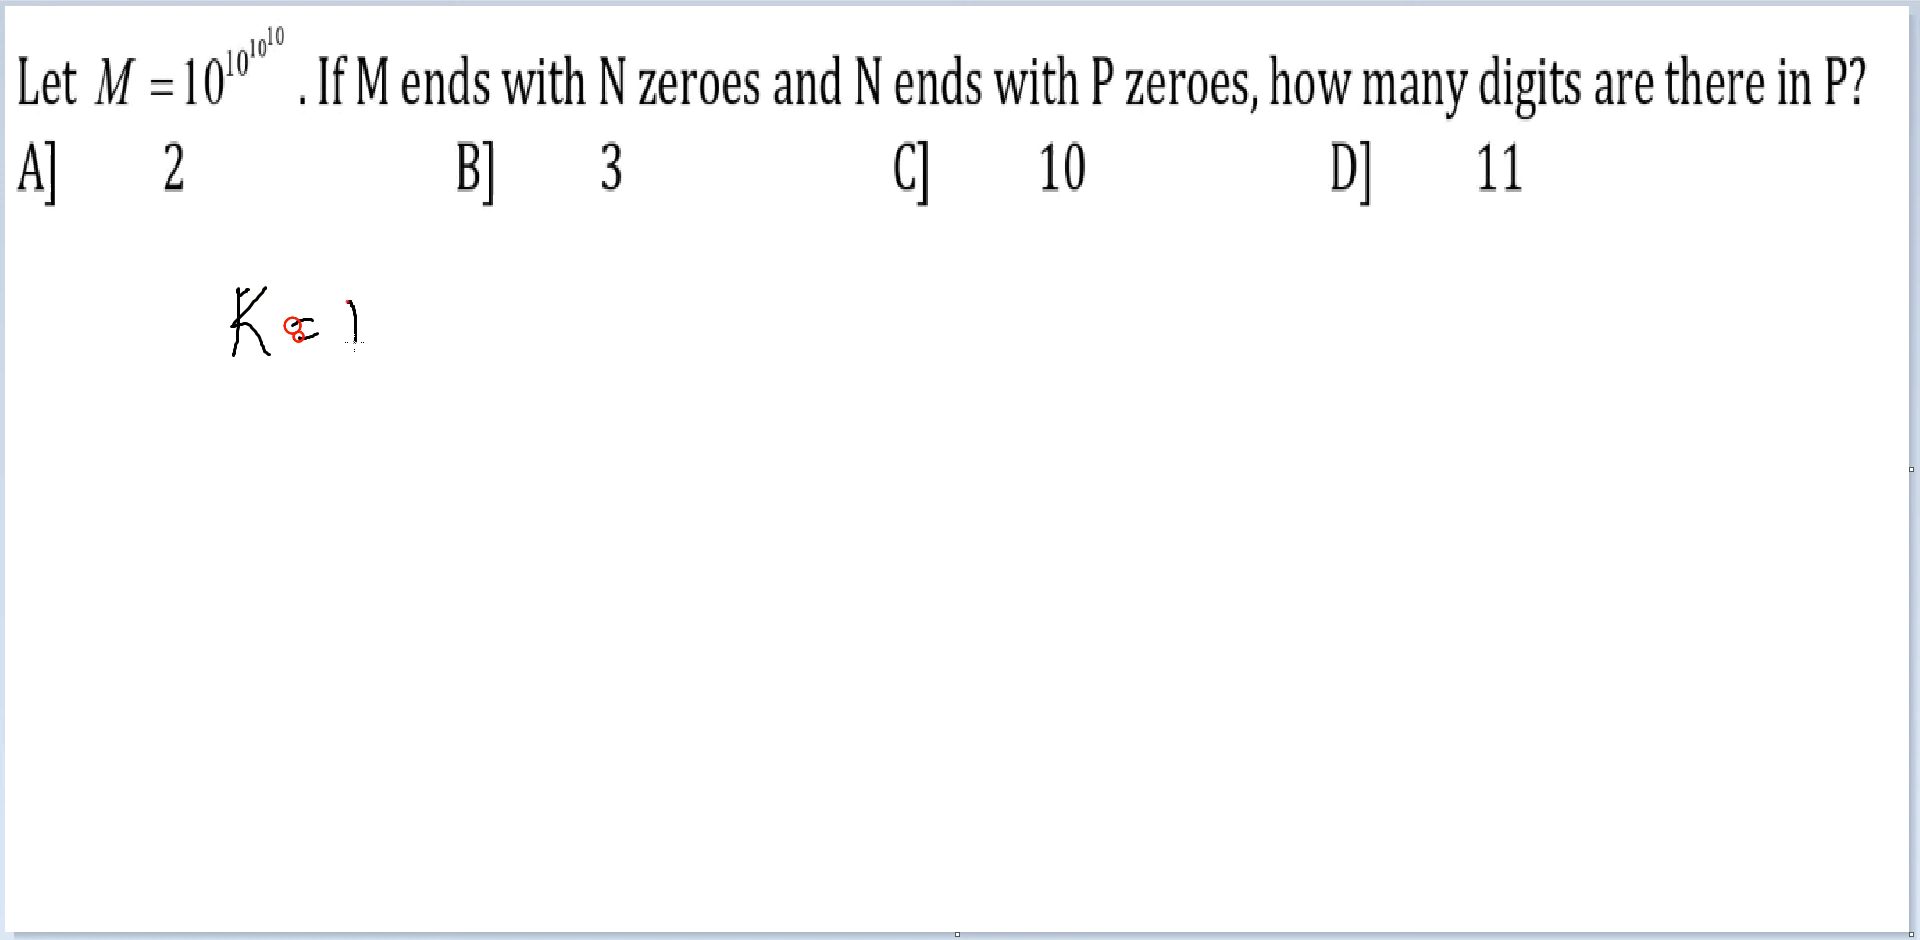 Let M = 10^10^10^10 . If M ends with N zeroes and N ends with P zeroes, how many digits are there in P?
A] 2 B] 3 C] 10 D] 11
K = 1